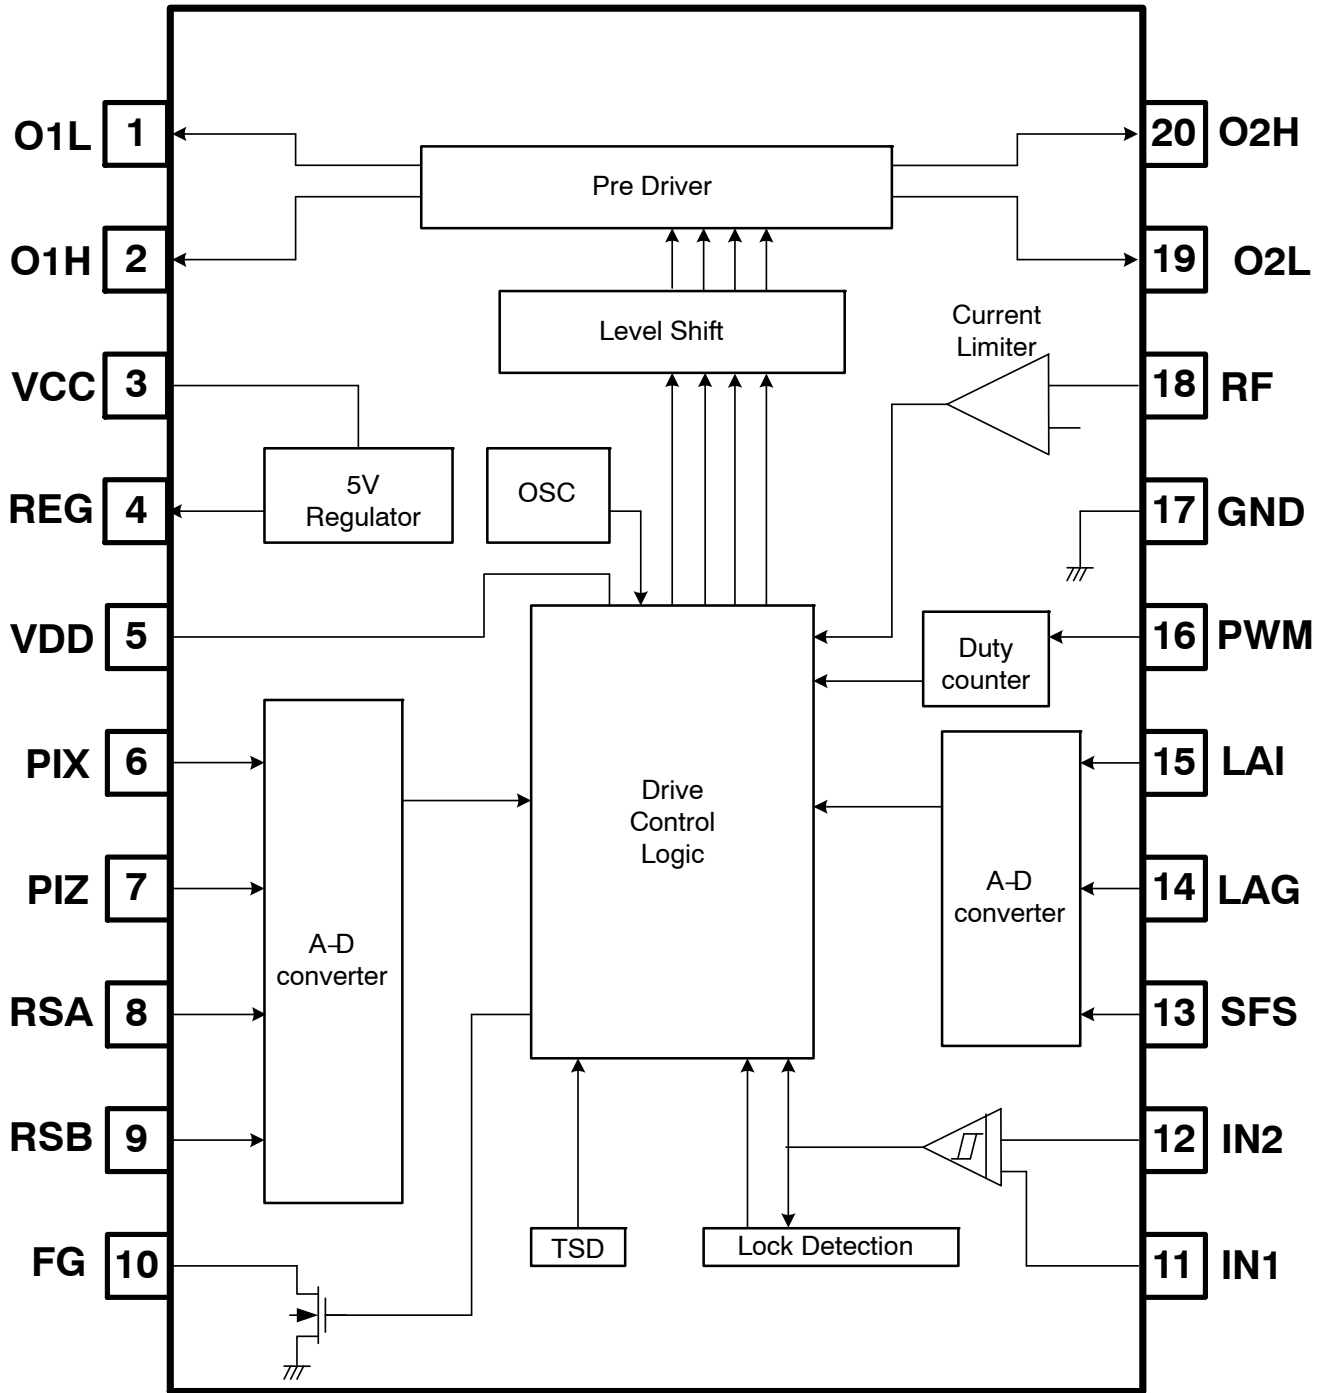 O1L 1
20 O2H
Pre Driver
O1H 2
19 O2L
Level Shift
Current
Limiter
VCC 3
18 RF
REG 4
5V
Regulator
OSC
17 GND
VDD 5
Duty
counter
16 PWM
PIX 6
15 LAI
Drive
Control
Logic
PIZ 7
A-D
converter
14 LAG
A-D
converter
RSA 8
13 SFS
RSB 9
12 IN2
FG 10
TSD
Lock Detection
11 IN1